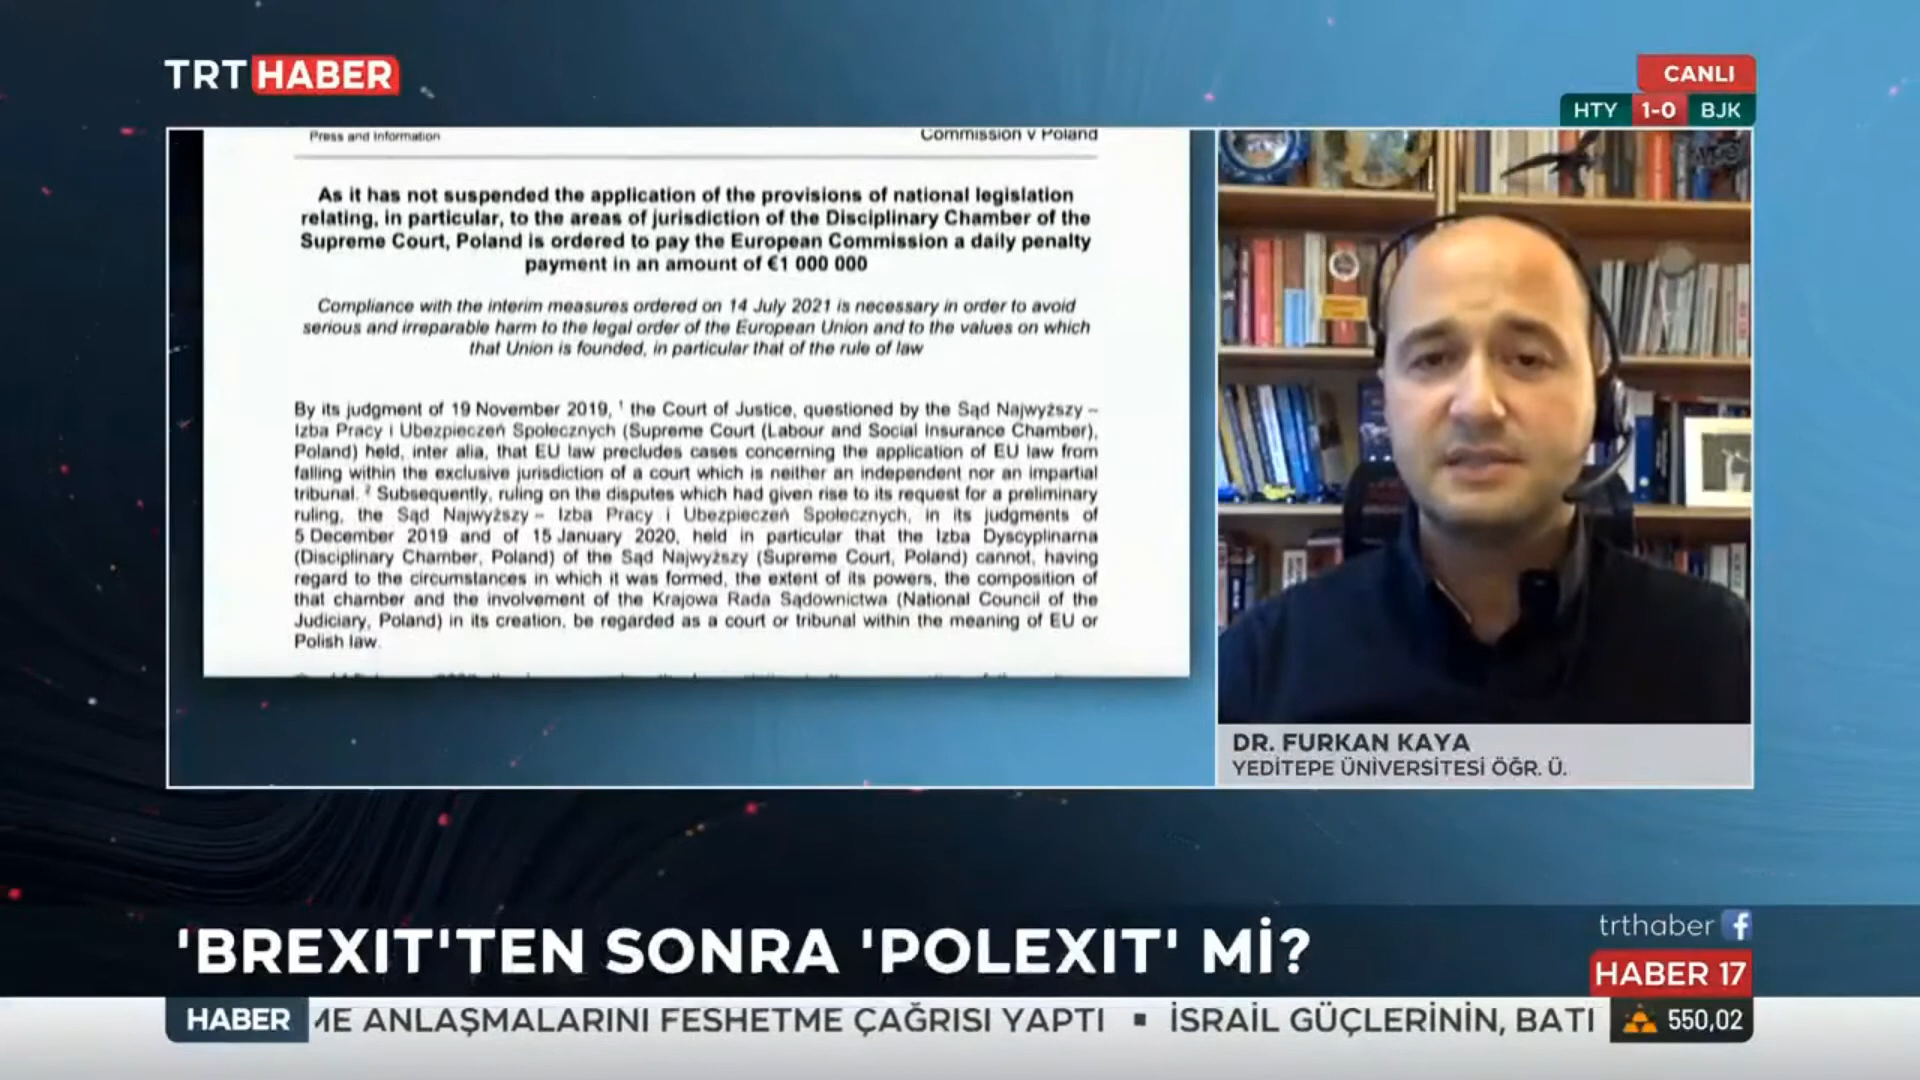 TRT HABER
CANLI
HTY 1-0 BJK
Press and Information
Commission v Poland
As it has not suspended the application of the provisions of national legislation
relating, in particular, to the areas of jurisdiction of the Disciplinary Chamber of the
Supreme Court, Poland is ordered to pay the European Commission a daily penalty
payment in an amount of €1 000 000
Compliance with the interim measures ordered on 14 July 2021 is necessary in order to avoid
serious and irreparable harm to the legal order of the European Union and to the values on which
that Union is founded, in particular that of the rule of law
By its judgment of 19 November 2019, ¹ the Court of Justice, questioned by the Sąd Najwyższy –
Izba Pracy i Ubezpieczeń Społecznych (Supreme Court (Labour and Social Insurance Chamber),
Poland) held, inter alia, that EU law precludes cases concerning the application of EU law from
falling within the exclusive jurisdiction of a court which is neither an independent nor an impartial
tribunal. ² Subsequently, ruling on the disputes which had given rise to its request for a preliminary
ruling, the Sąd Najwyższy – Izba Pracy i Ubezpieczeń Społecznych, in its judgments of
5 December 2019 and of 15 January 2020, held in particular that the Izba Dyscyplinarna
(Disciplinary Chamber, Poland) of the Sąd Najwyższy (Supreme Court, Poland) cannot, having
regard to the circumstances in which it was formed, the extent of its powers, the composition of
that chamber and the involvement of the Krajowa Rada Sądownictwa (National Council of the
Judiciary, Poland) in its creation, be regarded as a court or tribunal within the meaning of EU or
Polish law.
DR. FURKAN KAYA
YEDİTEPE ÜNİVERSİTESİ ÖĞR. Ü.
'BREXIT'TEN SONRA 'POLEXIT' Mİ?
trthaber
HABER 17
HABER ME ANLAŞMALARINI FESHETME ÇAĞRISI YAPTI ▪ İSRAİL GÜÇLERİNİN, BATI
550,02